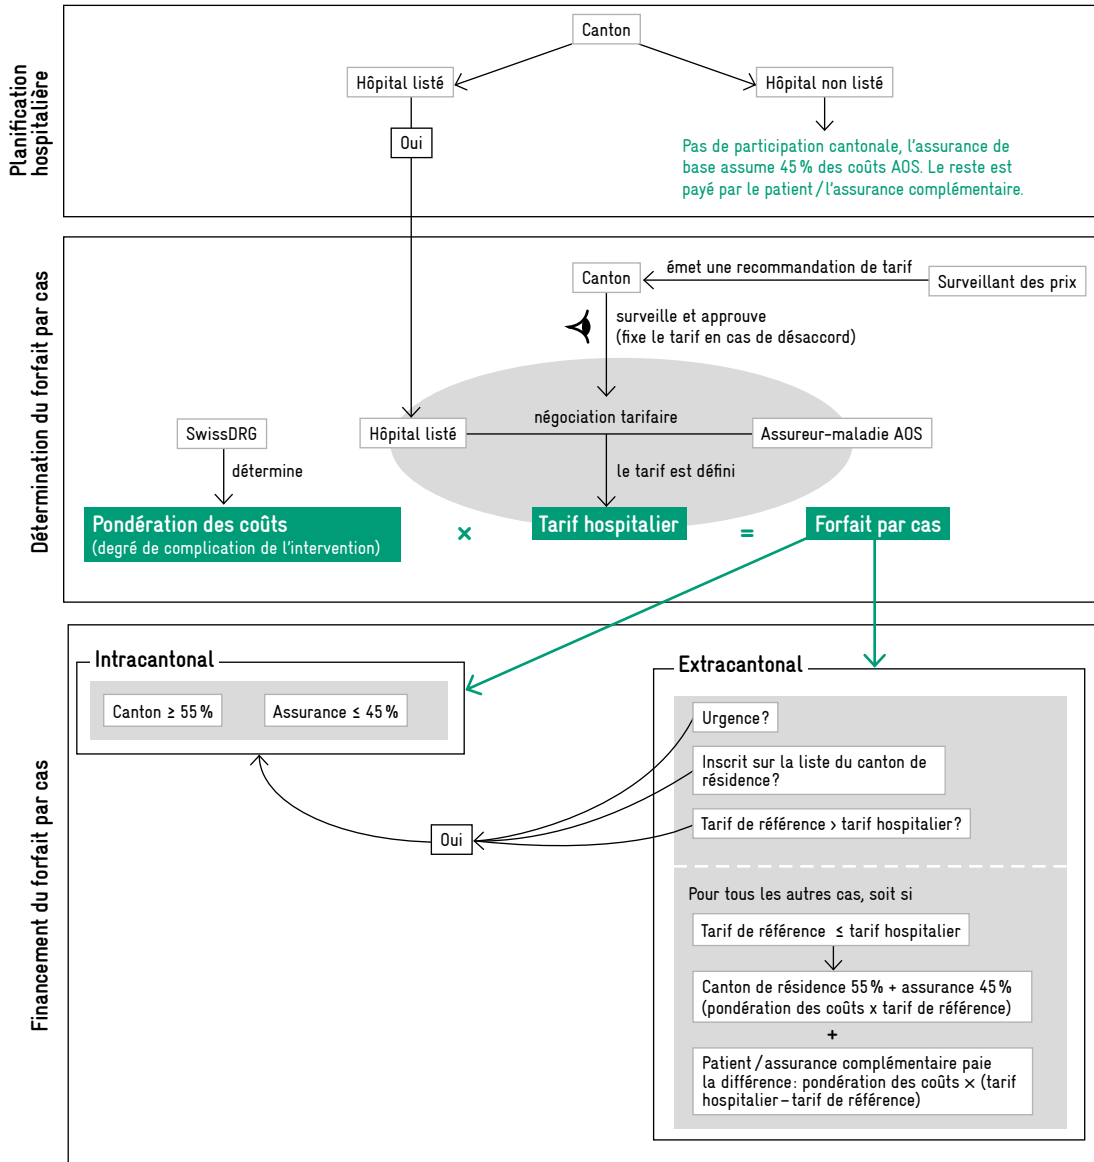 Planification
hospitalière
Canton
Hôpital listé
Hôpital non listé
Oui
Pas de participation cantonale, l'assurance de
base assume 45 % des coûts AOS. Le reste est
payé par le patient / l'assurance complémentaire.
Détermination du forfait par cas
Canton
émet une recommandation de tarif
Surveillant des prix
surveille et approuve
(fixe le tarif en cas de désaccord)
négociation tarifaire
SwissDRG
Hôpital listé
Assureur-maladie AOS
détermine
le tarif est défini
Pondération des coûts
(degré de complication de l'intervention)
×
Tarif hospitalier
=
Forfait par cas
Financement du forfait par cas
Intracantonal
Canton ≥ 55 %
Assurance ≤ 45 %
Extracantonal
Urgence ?
Inscrit sur la liste du canton de
résidence ?
Tarif de référence > tarif hospitalier ?
Oui
Pour tous les autres cas, soit si
Tarif de référence ≤ tarif hospitalier
Canton de résidence 55 % + assurance 45 %
(pondération des coûts x tarif de référence)
+
Patient / assurance complémentaire paie
la différence : pondération des coûts × (tarif
hospitalier – tarif de référence)